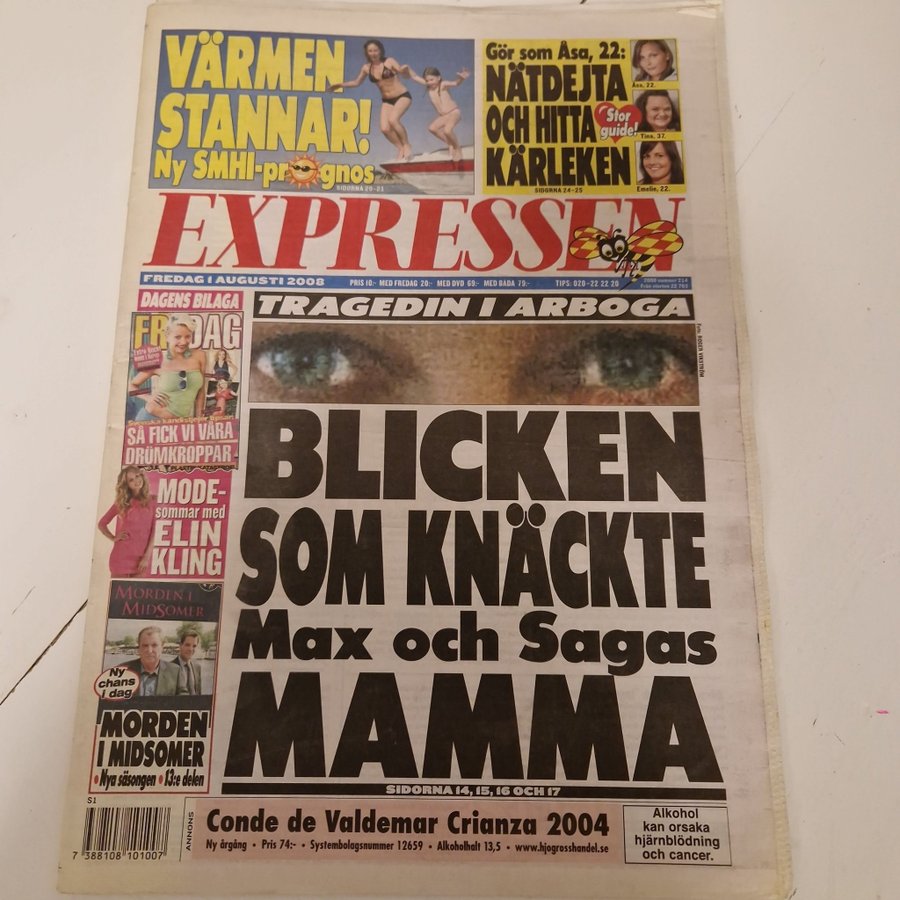 VÄRMEN
STANNAR!
Ny SMHI-prognos
SIDORNA 20-21
Gör som Åsa, 22:
NÄTDEJTA
OCH HITTA
KÄRLEKEN
Stor
guide!
SIDORNA 24-25
Åsa, 22.
Tina, 37.
Emelie, 22.
EXPRESSEN
FREDAG 1 AUGUSTI 2008
PRIS 10:- MED FREDAG 20:- MED DVD 69:- MED BADA 79:-
TIPS: 020-22 22 20
DAGENS BILAGA
FREDAG
SÅ FICK VI VÅRA
DRÖMKROPPAR
MODE-
sommar med
ELIN
KLING
MORDEN I
MIDSOMER
Ny
chans
i dag
MORDEN
I MIDSOMER
• Nya säsongen • 13:e delen
TRAGEDIN I ARBOGA
BLICKEN
SOM KNÄCKTE
Max och Sagas
MAMMA
SIDORNA 14, 15, 16 OCH 17
S1
7 388108 101007
ANNONS
Conde de Valdemar Crianza 2004
Ny årgång • Pris 74:- • Systembolagsnummer 12659 • Alkoholhalt 13,5 • www.hjogrosshandel.se
Alkohol
kan orsaka
hjärnblödning
och cancer.